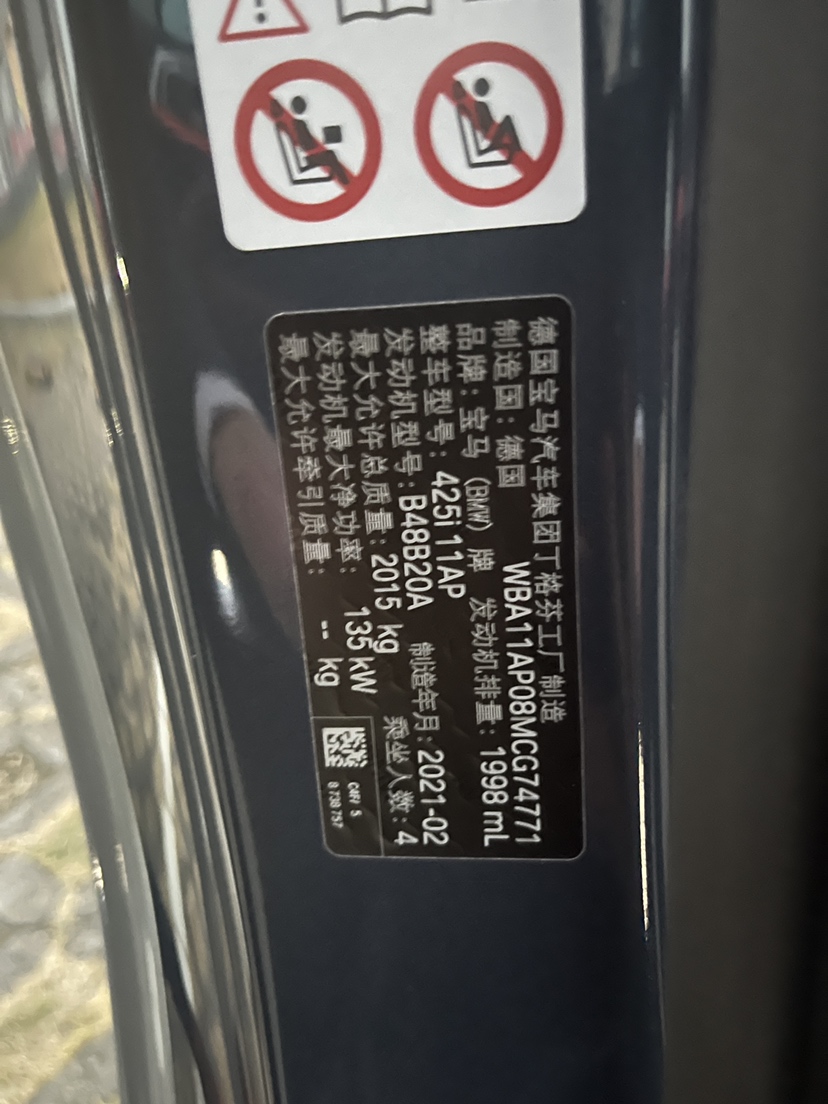 德国宝马汽车集团丁格芬工厂制造
制造国：德国 WBA11AP08MCG74771
品牌：宝马（BMW）牌 发动机排量：1998 mL
整车型号：425i 11AP 制造年月：2021-02
发动机型号：B48B20A 乘坐人数：4
最大允许总质量：2015 kg
发动机最大净功率： 135 kW
最大允许牵引质量： -- kg
8 738 757